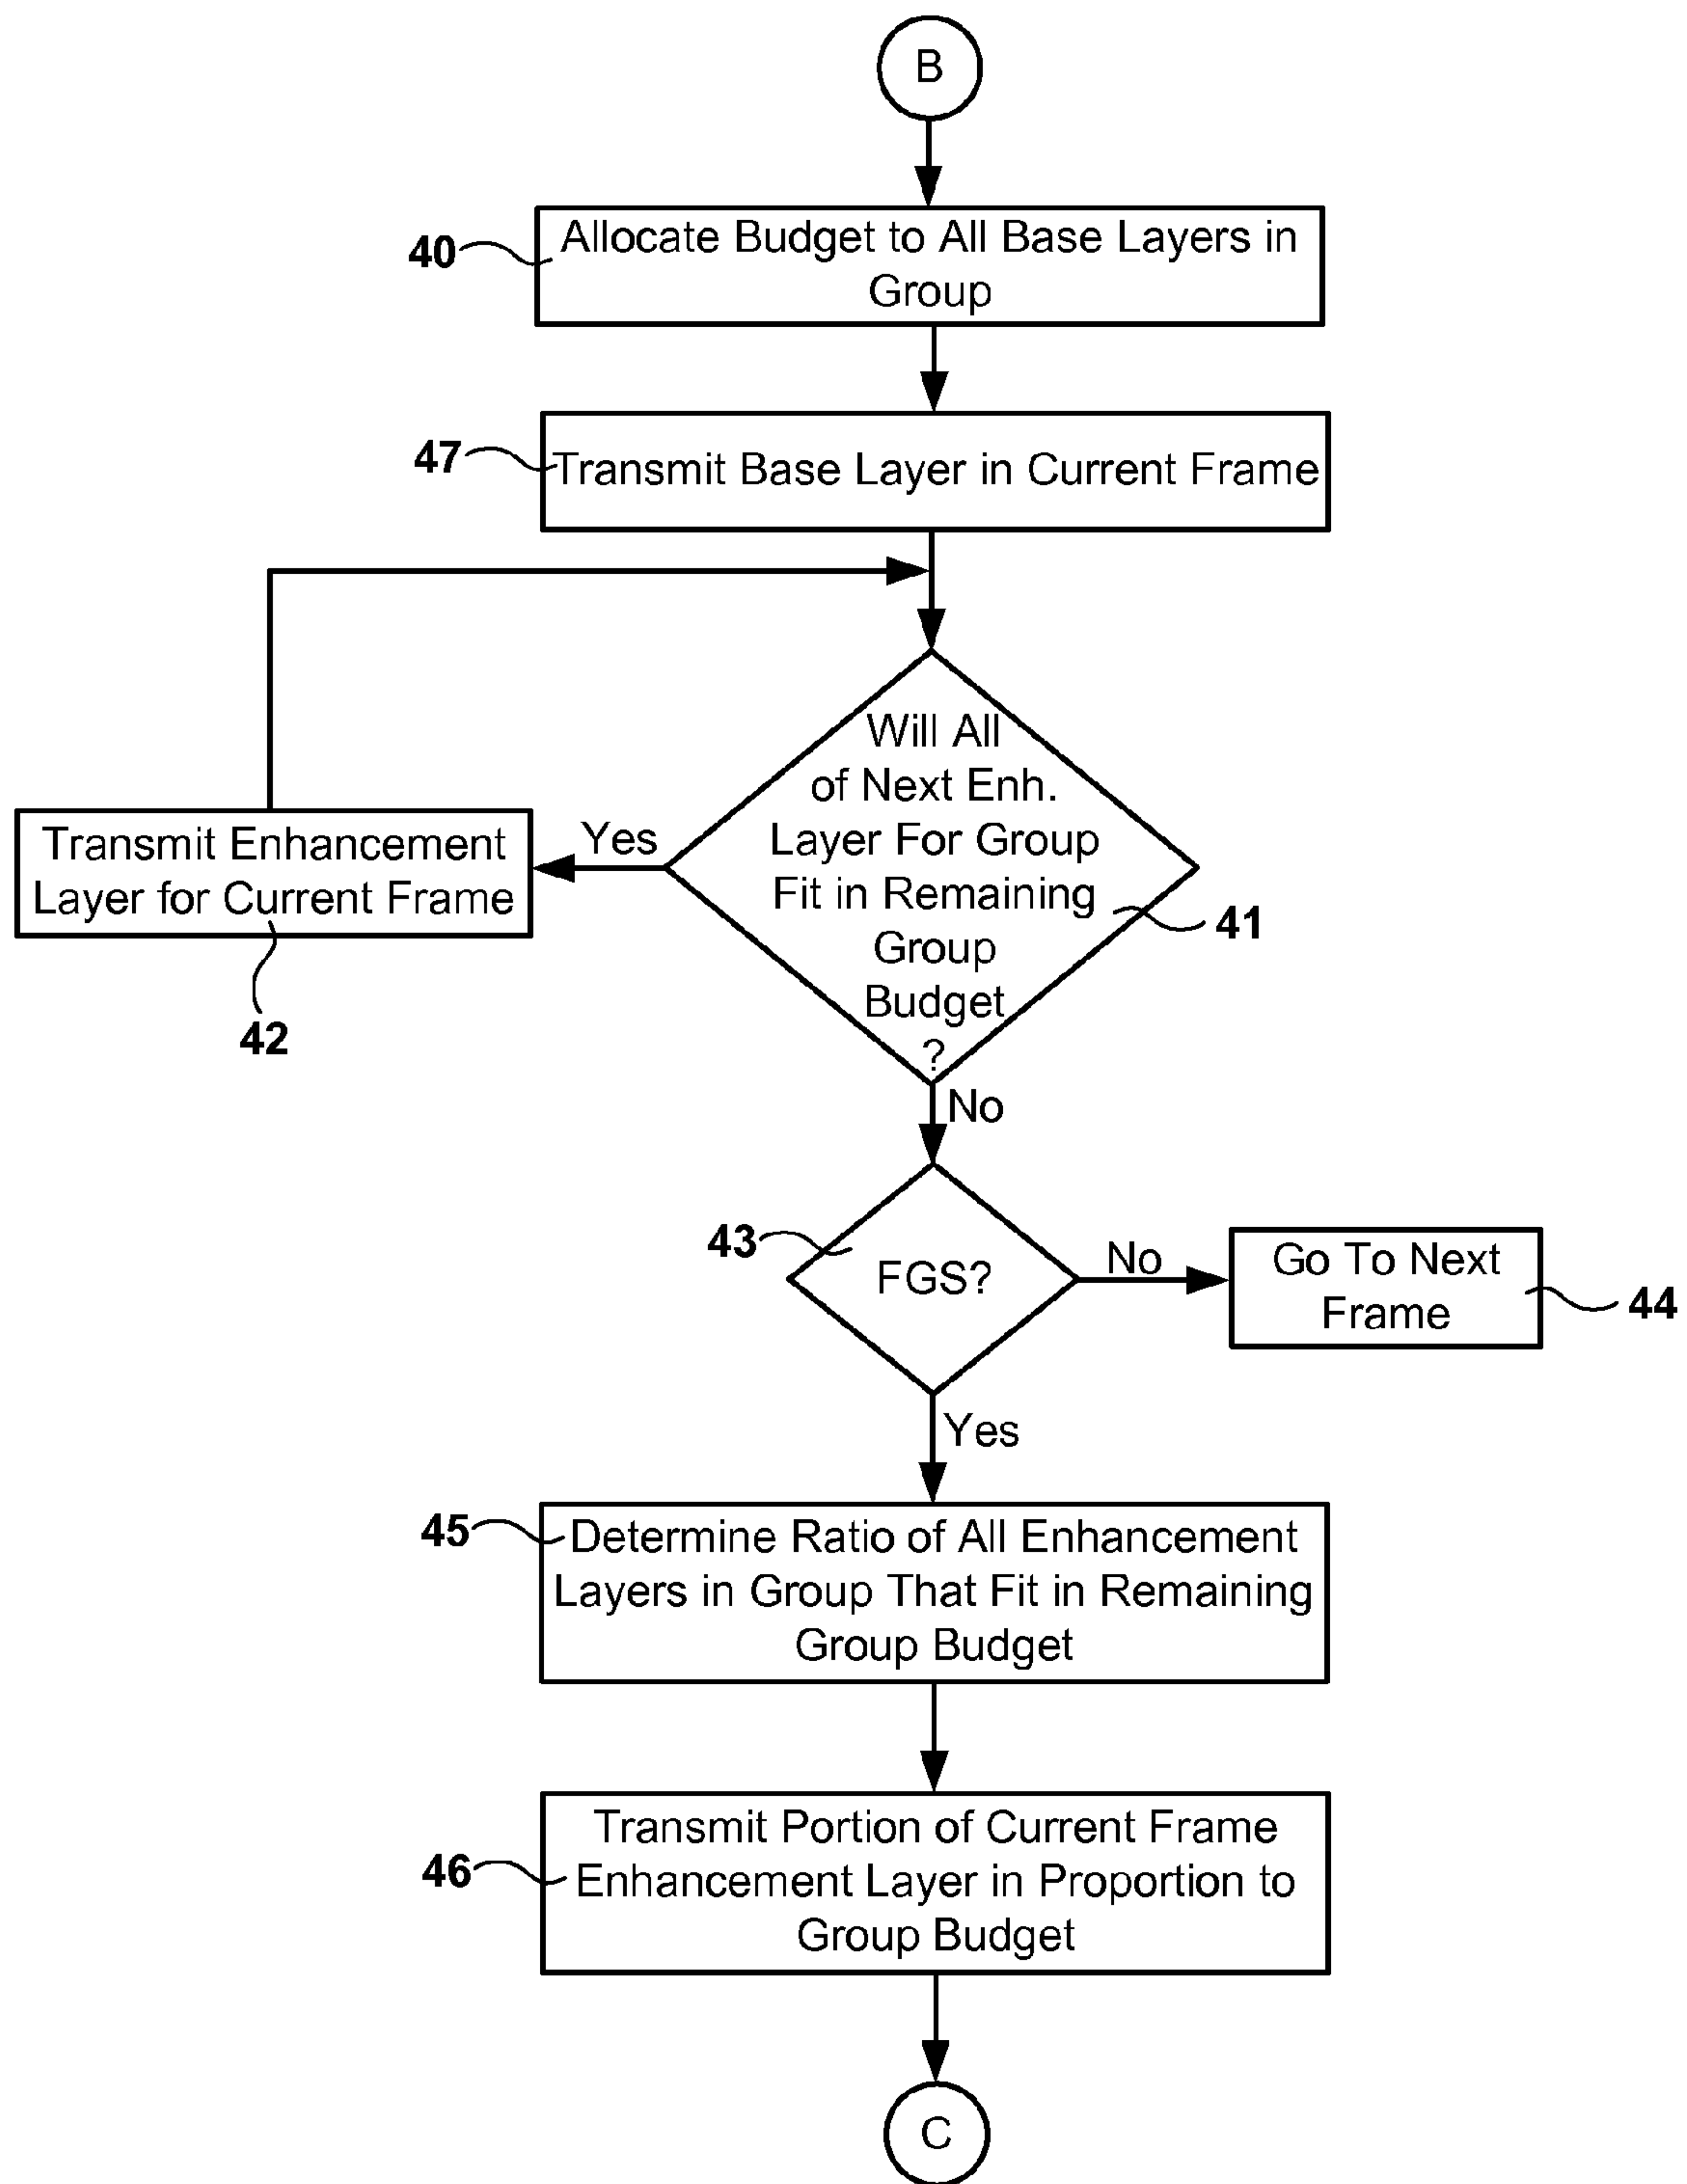 B
40
Allocate Budget to All Base Layers in
Group
47
Transmit Base Layer in Current Frame
Will All
of Next Enh.
Layer For Group
Fit in Remaining
Group
Budget
?
41
Yes
Transmit Enhancement
Layer for Current Frame
42
No
43
FGS?
No
Go To Next
Frame
44
Yes
45
Determine Ratio of All Enhancement
Layers in Group That Fit in Remaining
Group Budget
46
Transmit Portion of Current Frame
Enhancement Layer in Proportion to
Group Budget
C